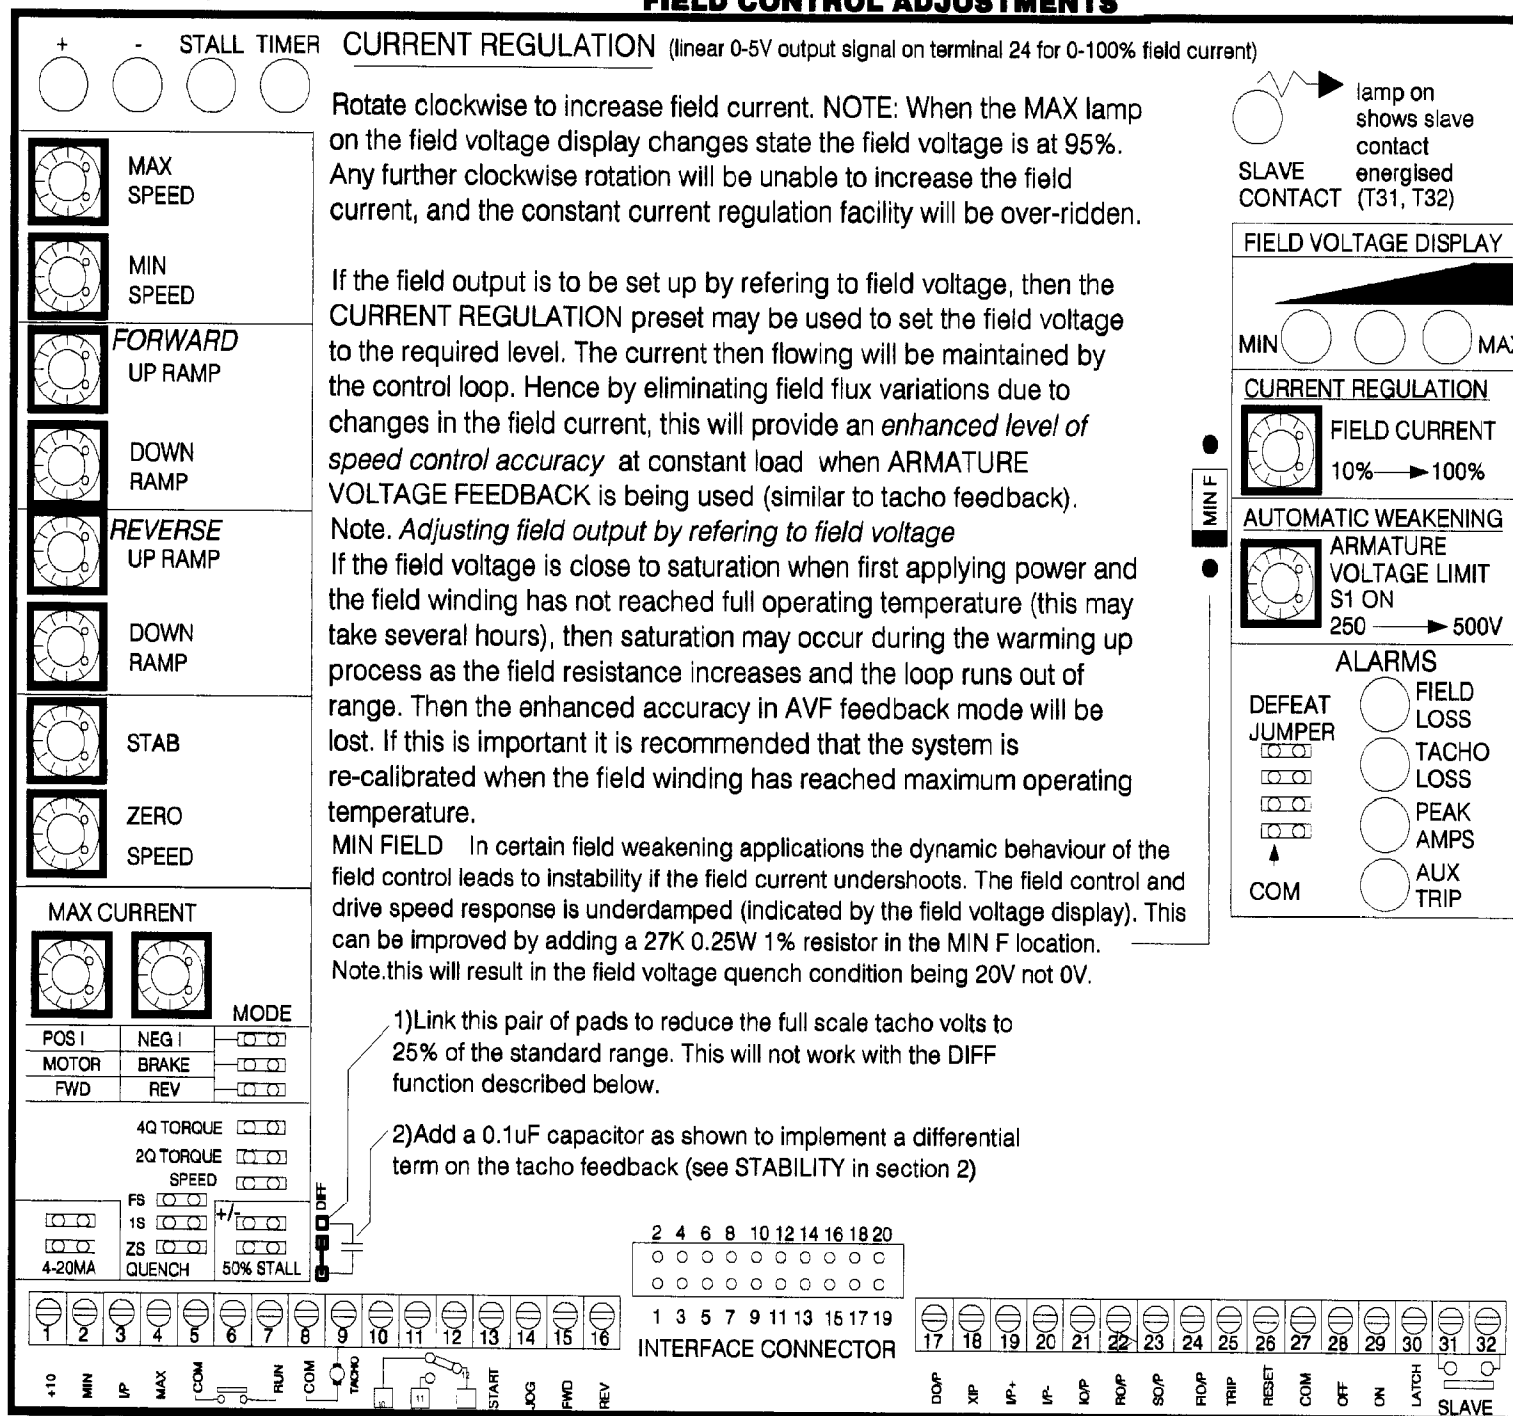 FIELD CONTROL ADJUSTMENTS
+ - STALL TIMER
CURRENT REGULATION (linear 0-5V output signal on terminal 24 for 0-100% field current)
Rotate clockwise to increase field current. NOTE: When the MAX lamp
on the field voltage display changes state the field voltage is at 95%.
Any further clockwise rotation will be unable to increase the field
current, and the constant current regulation facility will be over-ridden.
If the field output is to be set up by refering to field voltage, then the
CURRENT REGULATION preset may be used to set the field voltage
to the required level. The current then flowing will be maintained by
the control loop. Hence by eliminating field flux variations due to
changes in the field current, this will provide an enhanced level of
speed control accuracy at constant load when ARMATURE
VOLTAGE FEEDBACK is being used (similar to tacho feedback).
Note. Adjusting field output by refering to field voltage
If the field voltage is close to saturation when first applying power and
the field winding has not reached full operating temperature (this may
take several hours), then saturation may occur during the warming up
process as the field resistance increases and the loop runs out of
range. Then the enhanced accuracy in AVF feedback mode will be
lost. If this is important it is recommended that the system is
re-calibrated when the field winding has reached maximum operating
temperature.
MIN FIELD In certain field weakening applications the dynamic behaviour of the
field control leads to instability if the field current undershoots. The field control and
drive speed response is underdamped (indicated by the field voltage display). This
can be improved by adding a 27K 0.25W 1% resistor in the MIN F location.
Note.this will result in the field voltage quench condition being 20V not 0V.
1)Link this pair of pads to reduce the full scale tacho volts to
25% of the standard range. This will not work with the DIFF
function described below.
2)Add a 0.1uF capacitor as shown to implement a differential
term on the tacho feedback (see STABILITY in section 2)
MAX
SPEED
MIN
SPEED
FORWARD
UP RAMP
DOWN
RAMP
REVERSE
UP RAMP
DOWN
RAMP
STAB
ZERO
SPEED
MAX CURRENT
MODE
POS I NEG I
MOTOR BRAKE
FWD REV
4Q TORQUE
2Q TORQUE
SPEED
FS
1S
+/-
ZS
4-20MA QUENCH 50% STALL
DIFF
lamp on
shows slave
contact
energised
(T31, T32)
SLAVE
CONTACT
FIELD VOLTAGE DISPLAY
MIN MAX
CURRENT REGULATION
FIELD CURRENT
10% 100%
MIN F
AUTOMATIC WEAKENING
ARMATURE
VOLTAGE LIMIT
S1 ON
250 500V
ALARMS
DEFEAT
JUMPER
COM
FIELD
LOSS
TACHO
LOSS
PEAK
AMPS
AUX
TRIP
2 4 6 8 10 12 14 16 18 20
1 3 5 7 9 11 13 15 17 19
INTERFACE CONNECTOR
1 2 3 4 5 6 7 8 9 10 11 12 13 14 15 16
+10 MIN I/P MAX COM RUN COM TACHO 11 12 START JOG FWD REV
17 18 19 20 21 22 23 24 25 26 27 28 29 30 31 32
DO/P XIP I/P+ I/P- IO/P RO/P SO/P FIO/P TRIP RESET COM OFF ON LATCH SLAVE